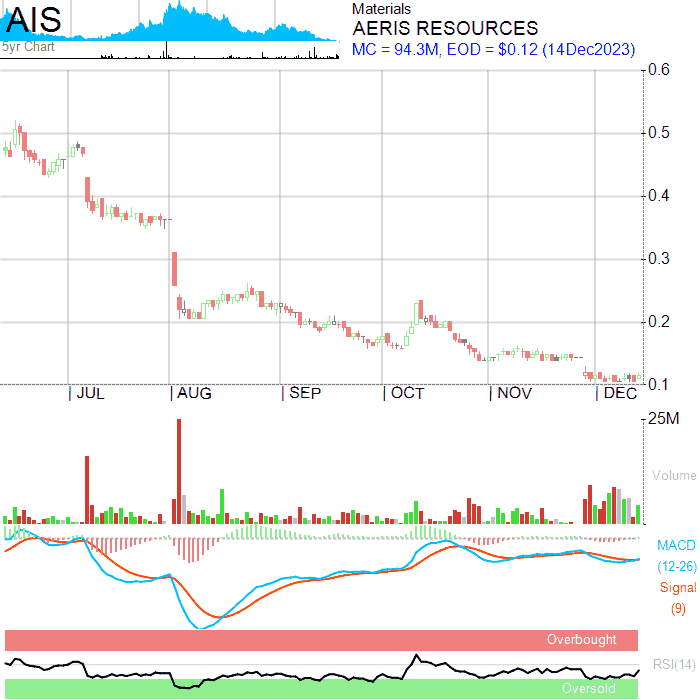 AIS
5yr Chart
Materials
AERIS RESOURCES
MC = 94.3M, EOD = $0.12 (14Dec2023)
0.6
0.5
0.4
0.3
0.2
0.1
JUL AUG SEP OCT NOV DEC
25M
Volume
MACD
(12-26)
Signal
(9)
Overbought
RSI(14)
Oversold